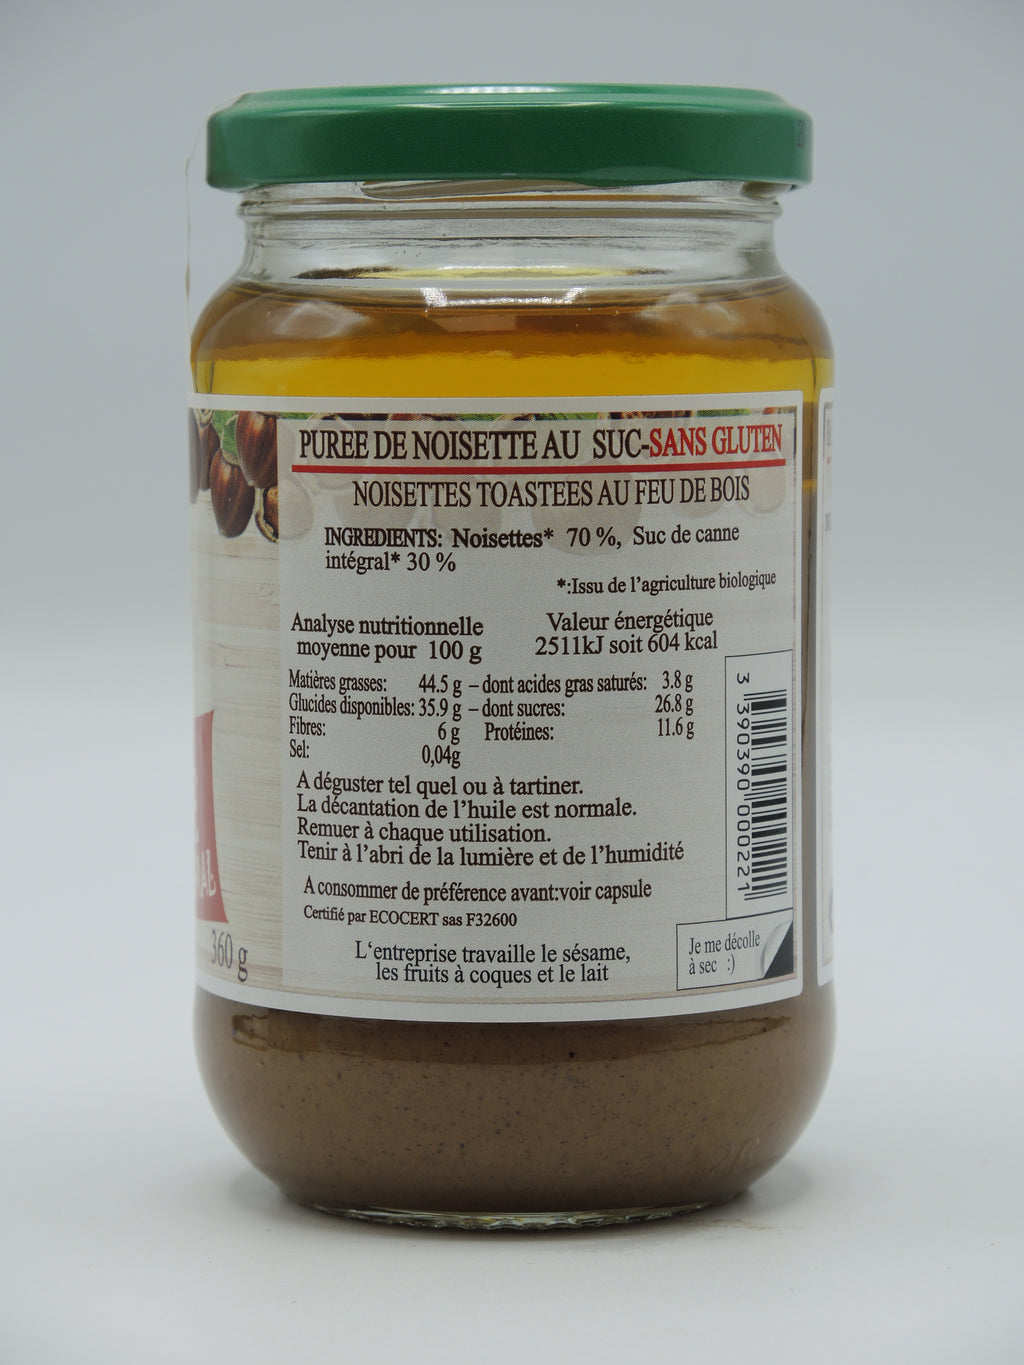 PUREE DE NOISETTE AU SUC-SANS GLUTEN
NOISETTES TOASTEES AU FEU DE BOIS
INGREDIENTS: Noisettes* 70 %, Suc de canne
intégral* 30 %
*:Issu de l'agriculture biologique
Analyse nutritionnelle
moyenne pour 100 g
Valeur énergétique
2511kJ soit 604 kcal
Matières grasses: 44.5 g – dont acides gras saturés: 3.8 g
Glucides disponibles: 35.9 g – dont sucres: 26.8 g
Fibres: 6 g Protéines: 11.6 g
Sel: 0,04g
A déguster tel quel ou à tartiner.
La décantation de l'huile est normale.
Remuer à chaque utilisation.
Tenir à l'abri de la lumière et de l'humidité
A consommer de préférence avant:voir capsule
Certifié par ECOCERT sas F32600
L'entreprise travaille le sésame,
les fruits à coques et le lait
3 390390 000221
Je me décolle
à sec :)
360 g